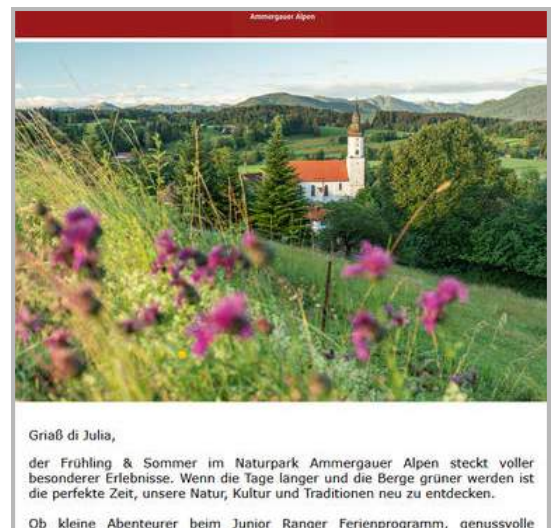 Ammergauer Alpen
Griaß di Julia,
der Frühling & Sommer im Naturpark Ammergauer Alpen steckt voller
besonderer Erlebnisse. Wenn die Tage länger und die Berge grüner werden ist
die perfekte Zeit, unsere Natur, Kultur und Traditionen neu zu entdecken.
Ob kleine Abenteurer beim Junior Ranger Ferienprogramm, genussvolle